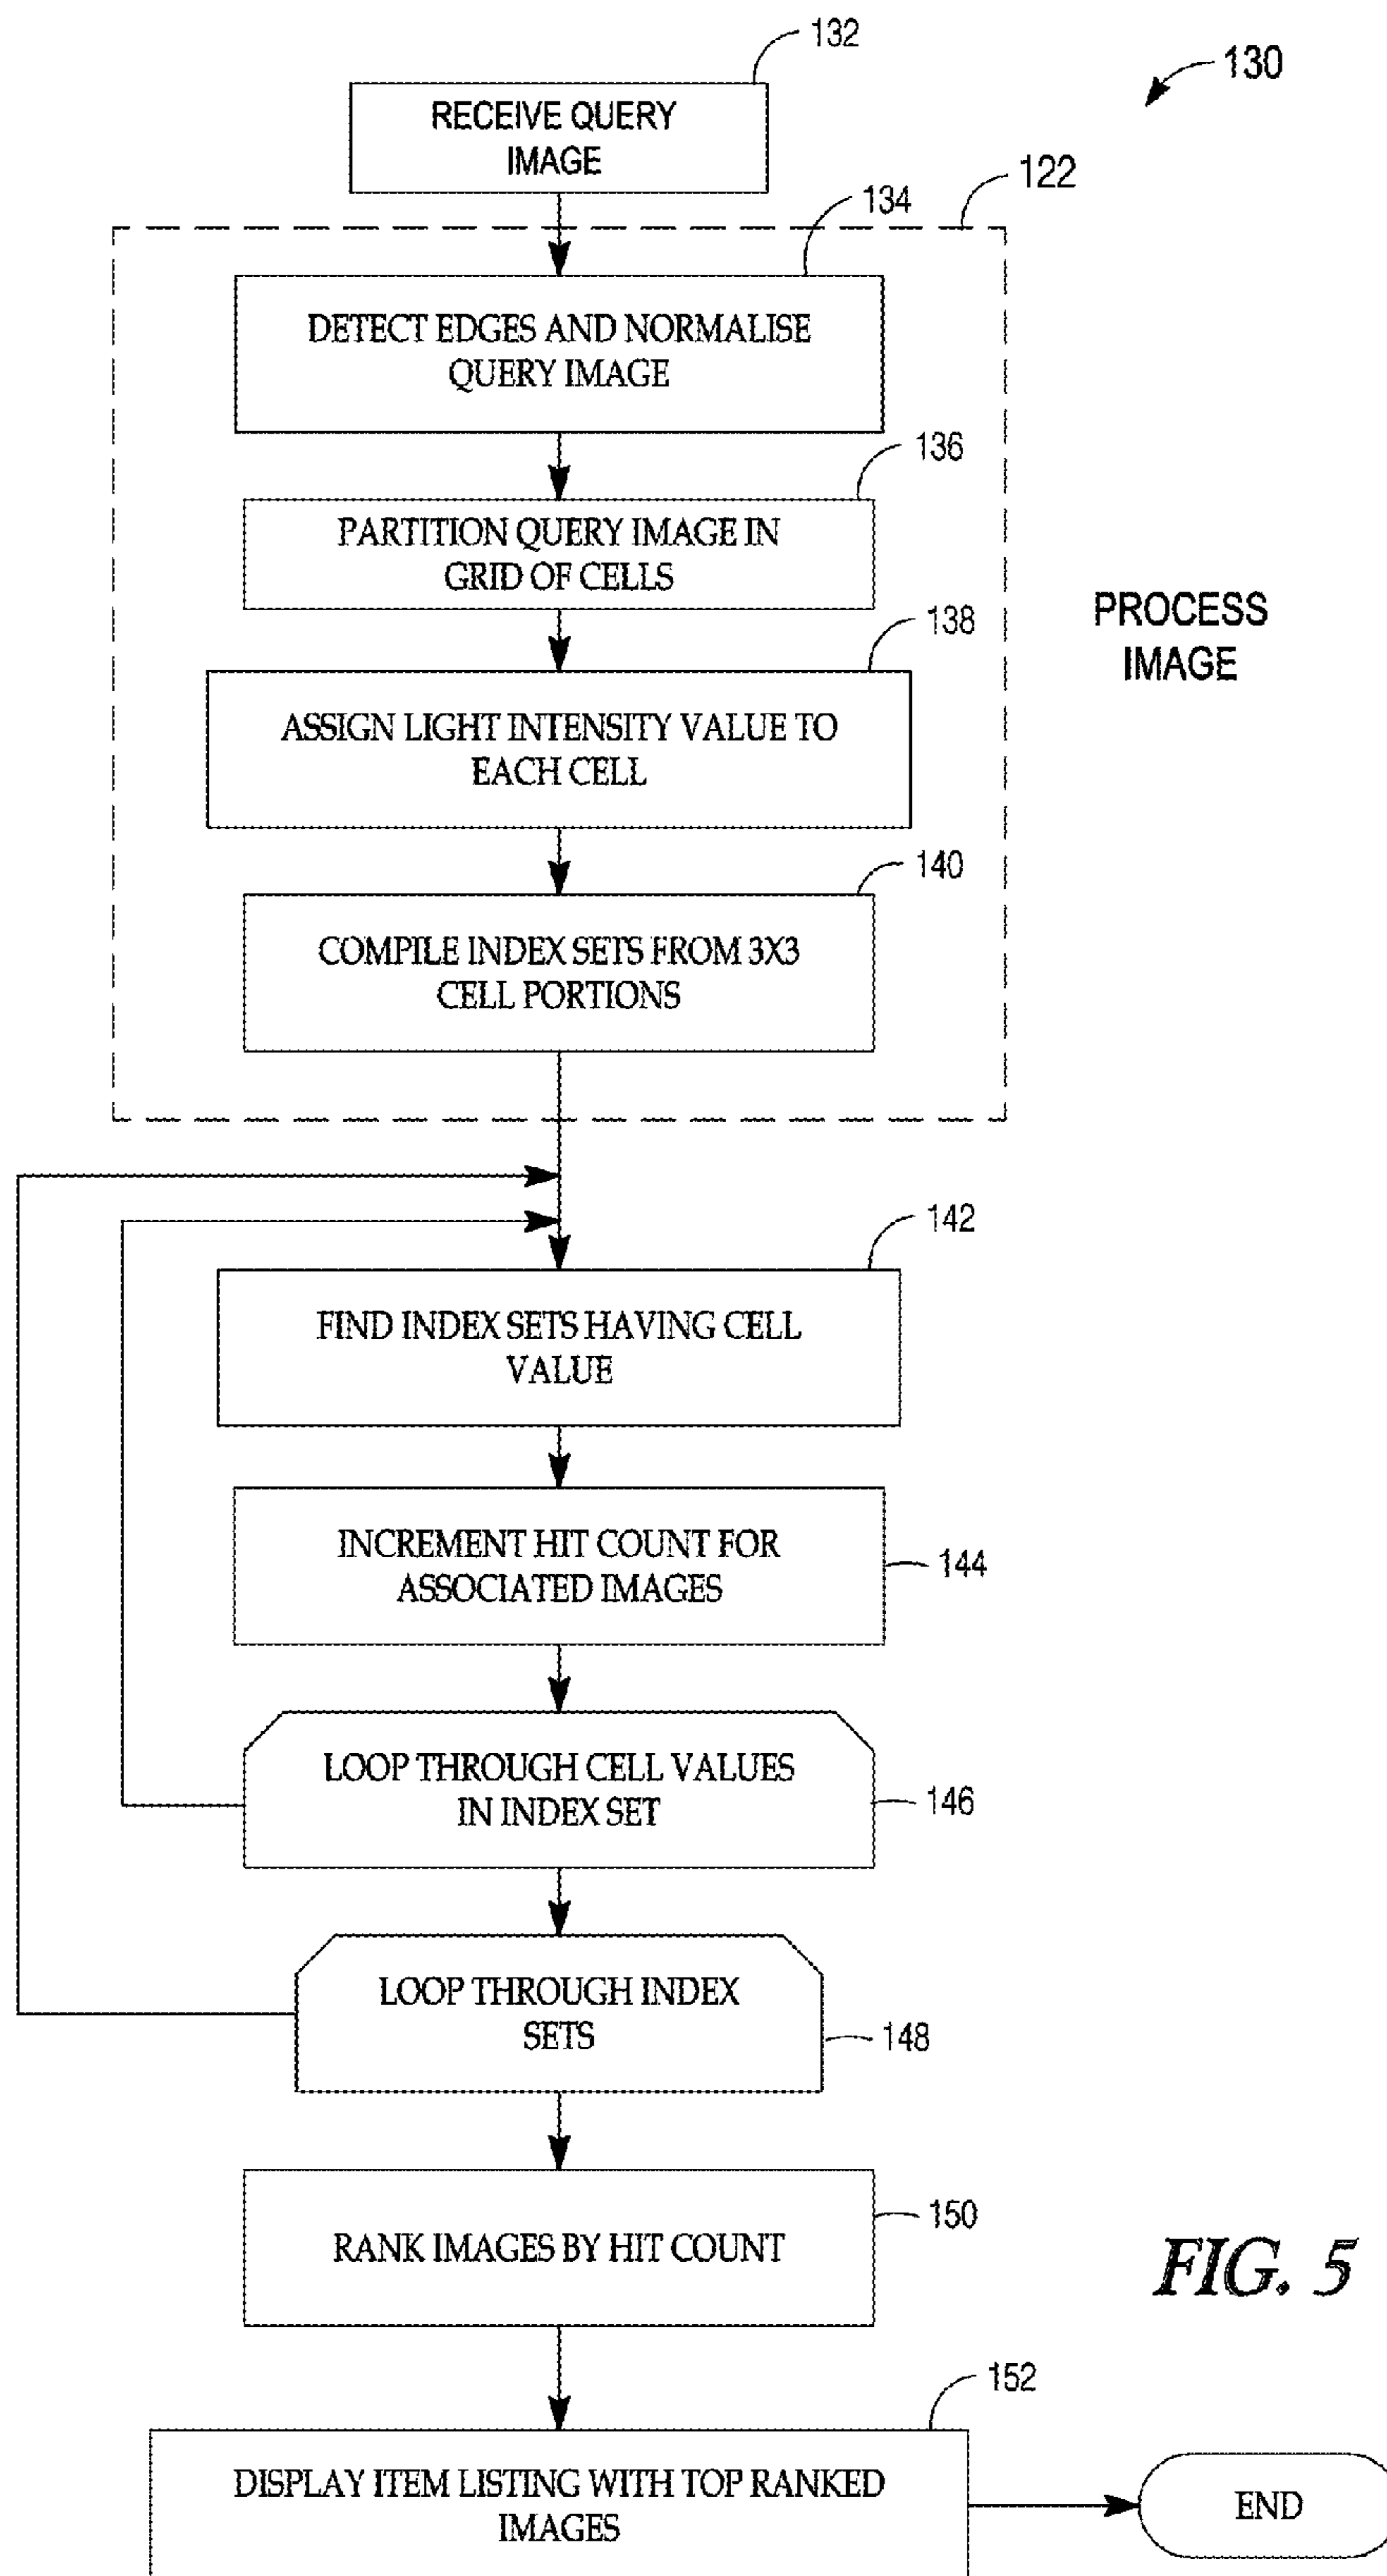 132
130
RECEIVE QUERY
IMAGE
122
134
DETECT EDGES AND NORMALISE
QUERY IMAGE
136
PARTITION QUERY IMAGE IN
GRID OF CELLS
138
PROCESS
IMAGE
ASSIGN LIGHT INTENSITY VALUE TO
EACH CELL
140
COMPILE INDEX SETS FROM 3X3
CELL PORTIONS
142
FIND INDEX SETS HAVING CELL
VALUE
INCREMENT HIT COUNT FOR
ASSOCIATED IMAGES
144
LOOP THROUGH CELL VALUES
IN INDEX SET
146
LOOP THROUGH INDEX
SETS
148
150
RANK IMAGES BY HIT COUNT
FIG. 5
152
DISPLAY ITEM LISTING WITH TOP RANKED
IMAGES
END